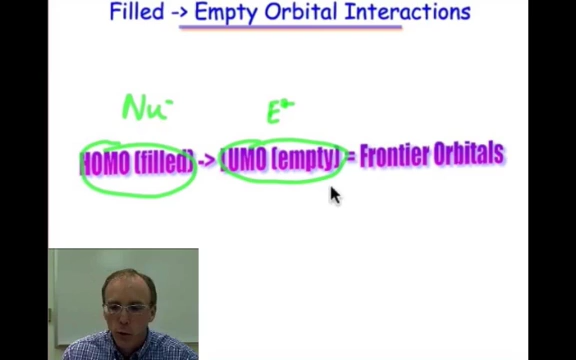 Filled -> Empty Orbital Interactions
Nu⁻ E⁺
HOMO (filled) -> LUMO (empty) = Frontier Orbitals